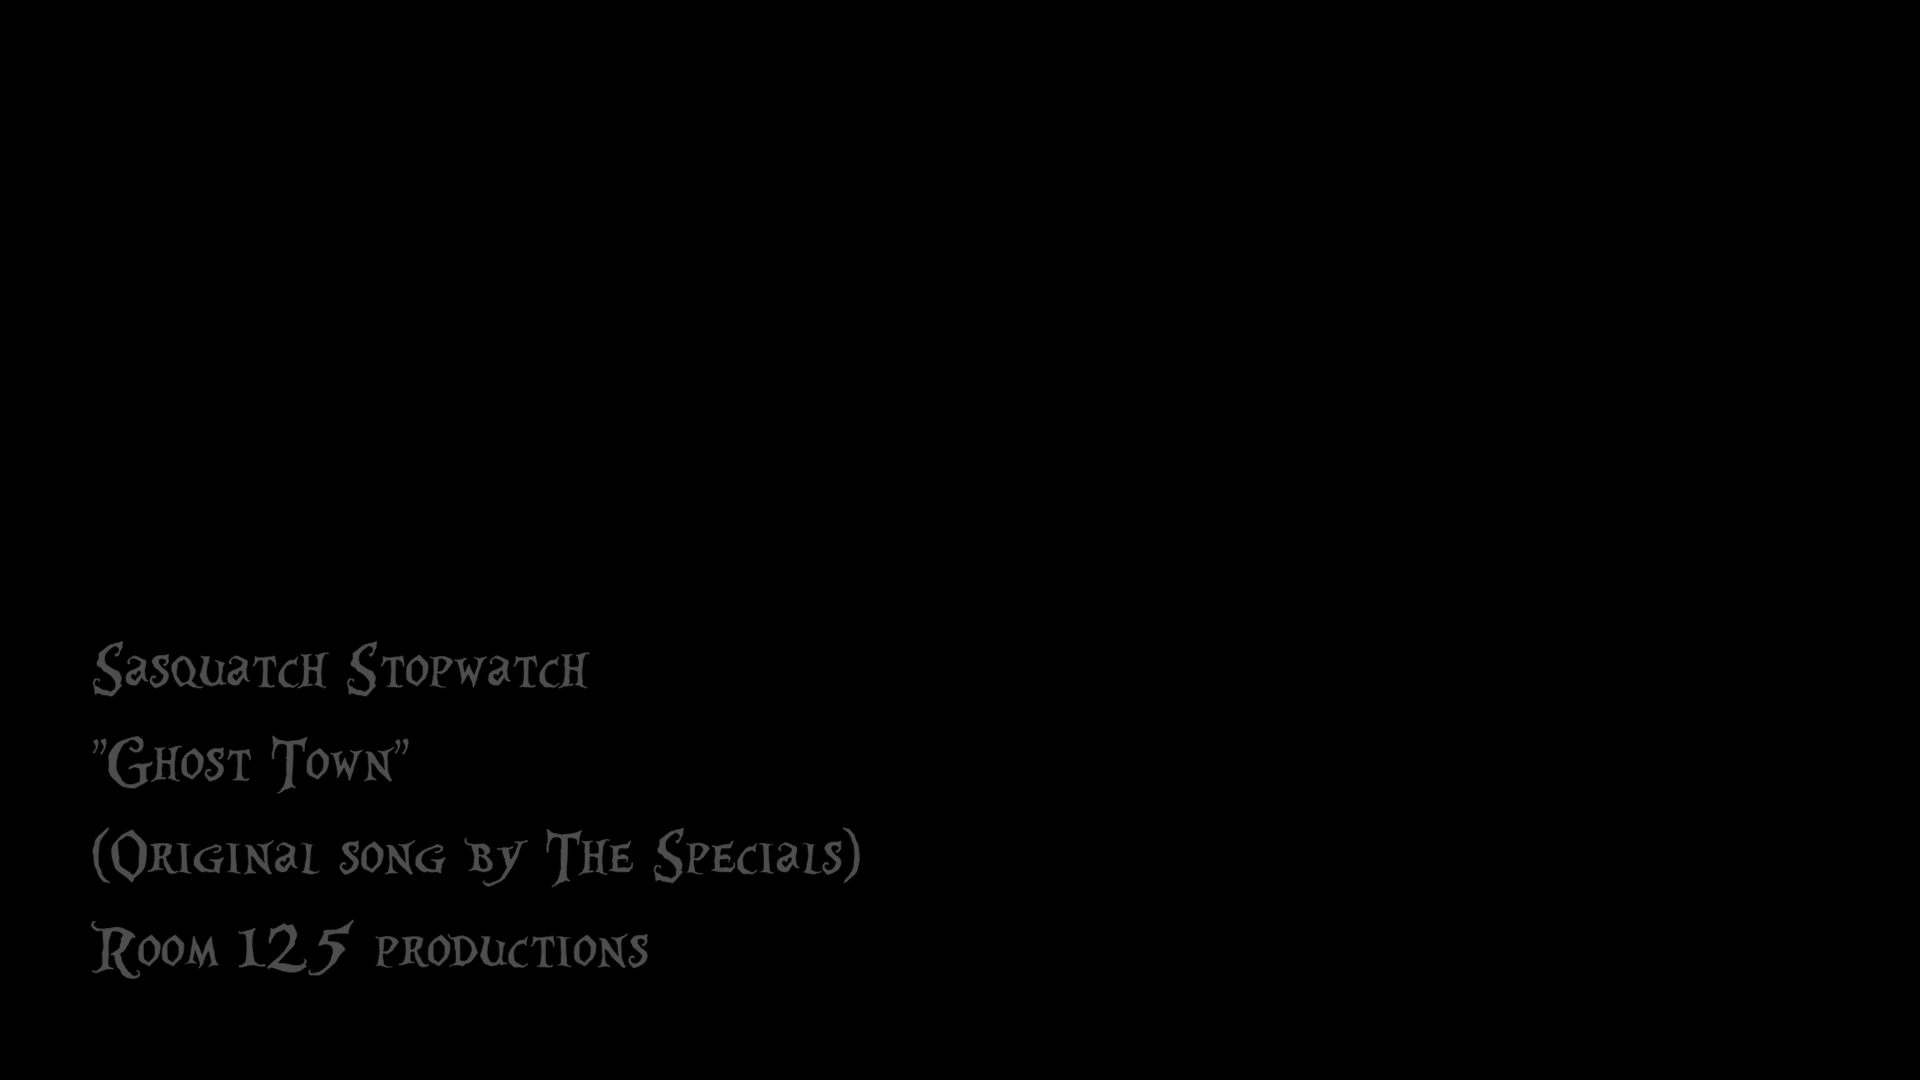 Sasquatch Stopwatch
"Ghost Town"
(Original song by The Specials)
Room 125 productions